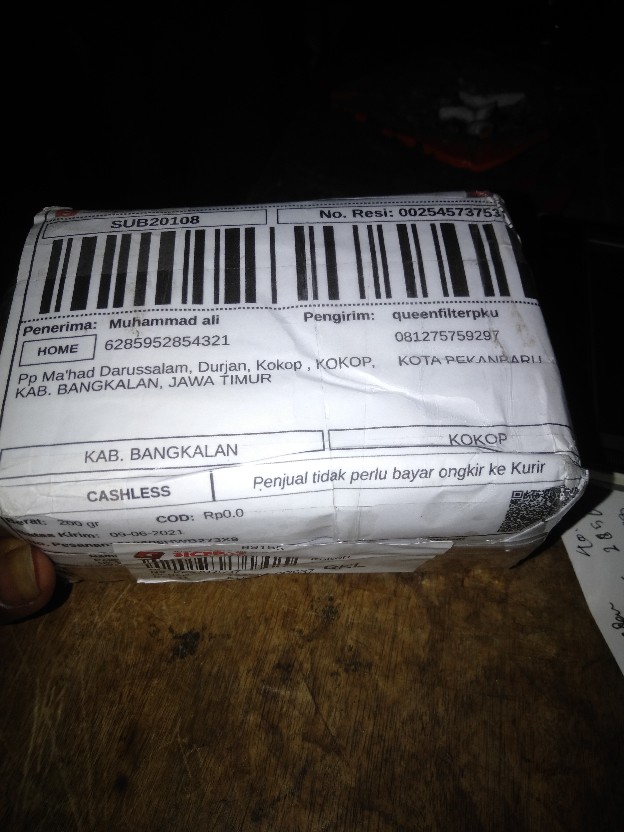 SUB20108
No. Resi: 00254573753
Penerima: Muhammad ali
Pengirim: queenfilterpku
HOME
6285952854321
081275759297
Pp Ma'had Darussalam, Durjan, Kokop , KOKOP,
KAB. BANGKALAN, JAWA TIMUR
KOTA PEKANBARU
KAB. BANGKALAN
KOKOP
CASHLESS
Penjual tidak perlu bayar ongkir ke Kurir
200 gr
COD: Rp0.0
Kirim: 09-06-2021